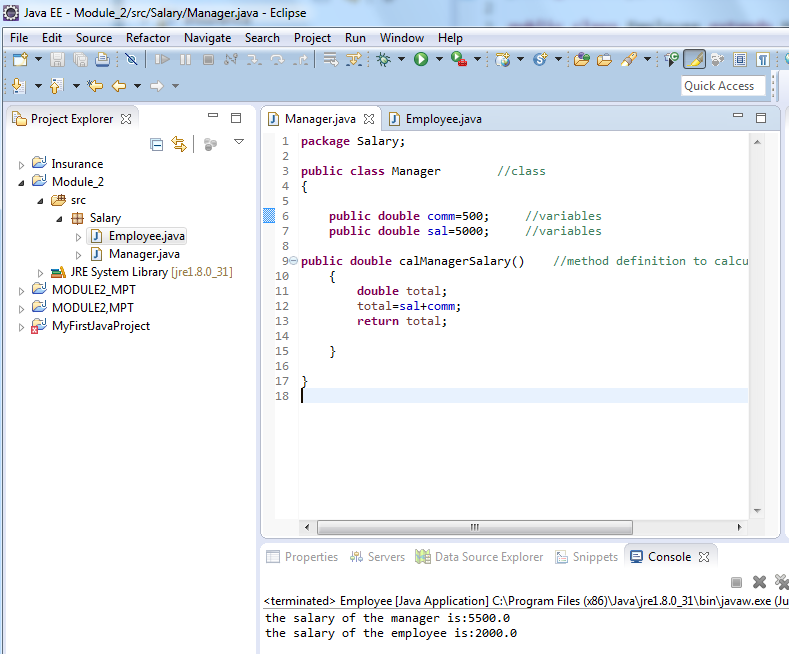 Java EE - Module_2/src/Salary/Manager.java - Eclipse
File Edit Source Refactor Navigate Search Project Run Window Help
Quick Access
Project Explorer
Insurance
Module_2
src
Salary
Employee.java
Manager.java
JRE System Library [jre1.8.0_31]
MODULE2_MPT
MODULE2,MPT
MyFirstJavaProject
Manager.java Employee.java
1 package Salary;
2
3 public class Manager //class
4 {
5
6 public double comm=500; //variables
7 public double sal=5000; //variables
8
9 public double calManagerSalary() //method definition to calcu
10 {
11 double total;
12 total=sal+comm;
13 return total;
14
15 }
16
17 }
18
Properties Servers Data Source Explorer Snippets Console
<terminated> Employee [Java Application] C:\Program Files (x86)\Java\jre1.8.0_31\bin\javaw.exe (Ju
the salary of the manager is:5500.0
the salary of the employee is:2000.0